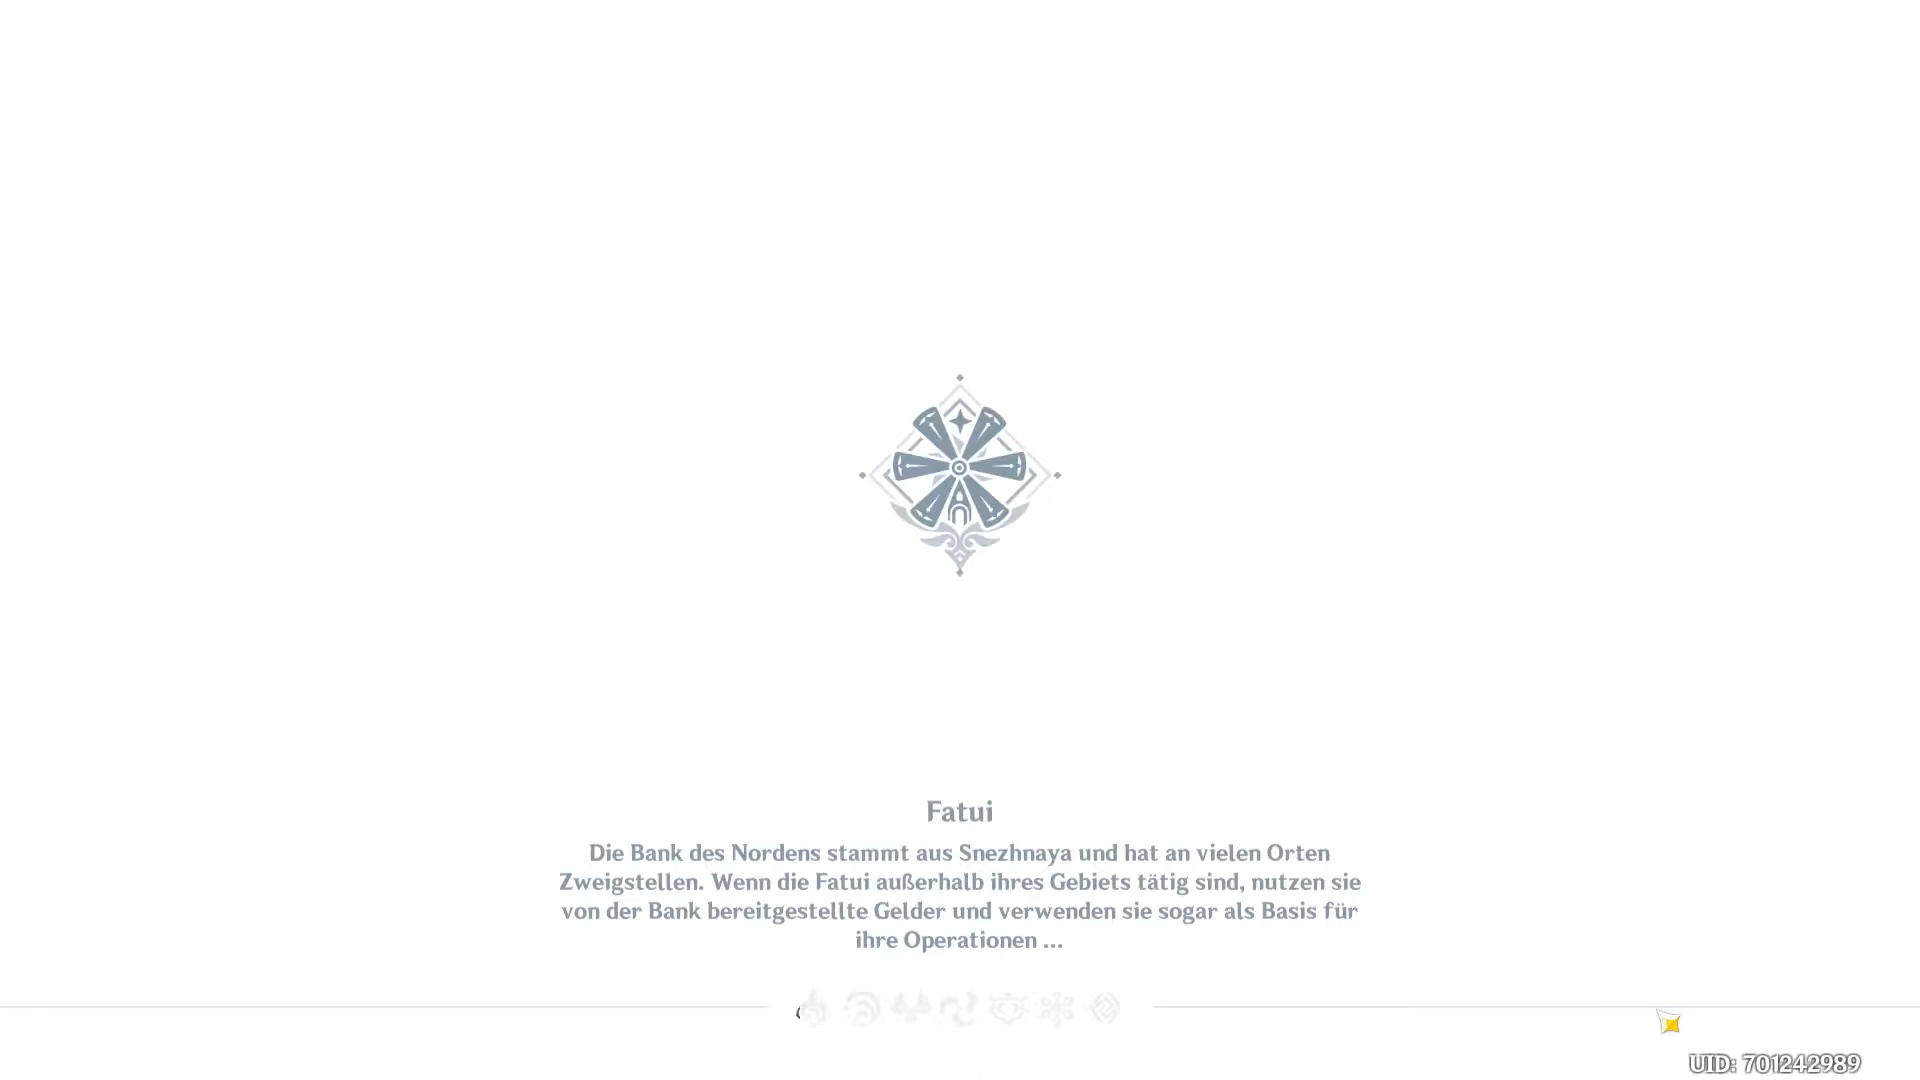 Fatui
Die Bank des Nordens stammt aus Snezhnaya und hat an vielen Orten
Zweigstellen. Wenn die Fatui außerhalb ihres Gebiets tätig sind, nutzen sie
von der Bank bereitgestellte Gelder und verwenden sie sogar als Basis für
ihre Operationen ...
UID: 701242989